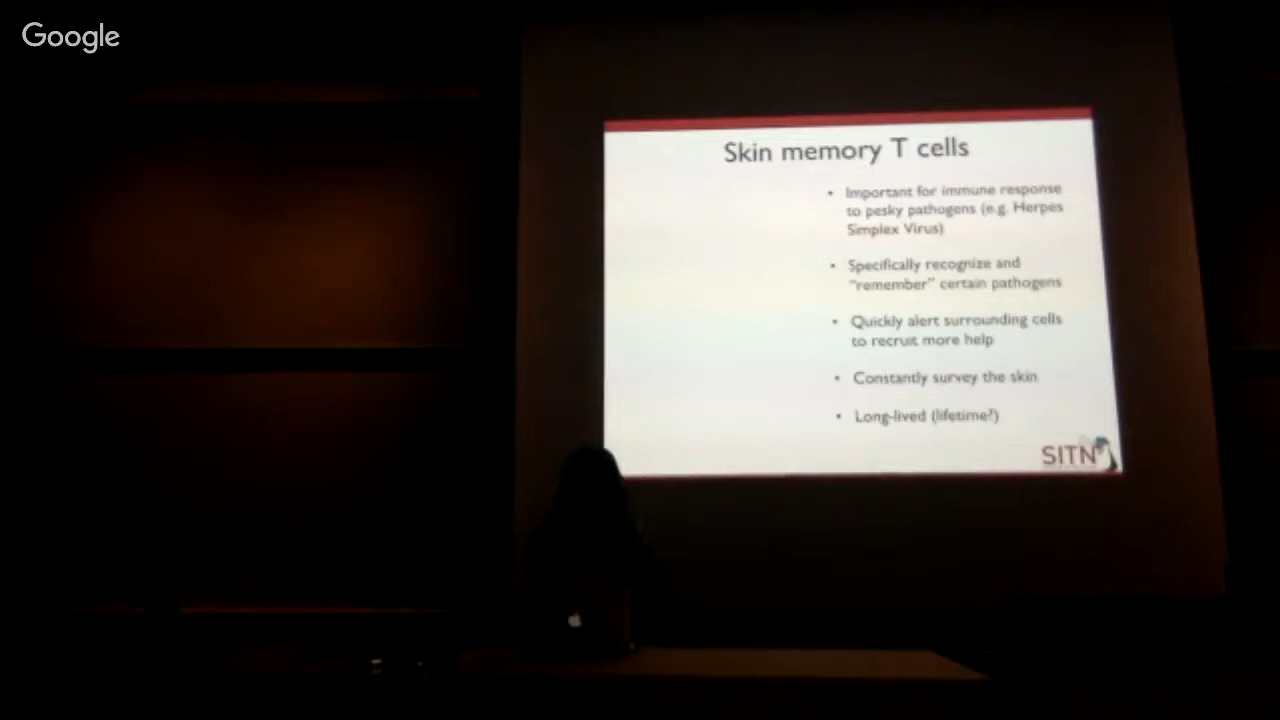 Google
Skin memory T cells
• Important for immune response
to pesky pathogens (e.g. Herpes
Simplex Virus)
• Specifically recognize and
"remember" certain pathogens
• Quickly alert surrounding cells
to recruit more help
• Constantly survey the skin
• Long-lived (lifetime?)
SITN